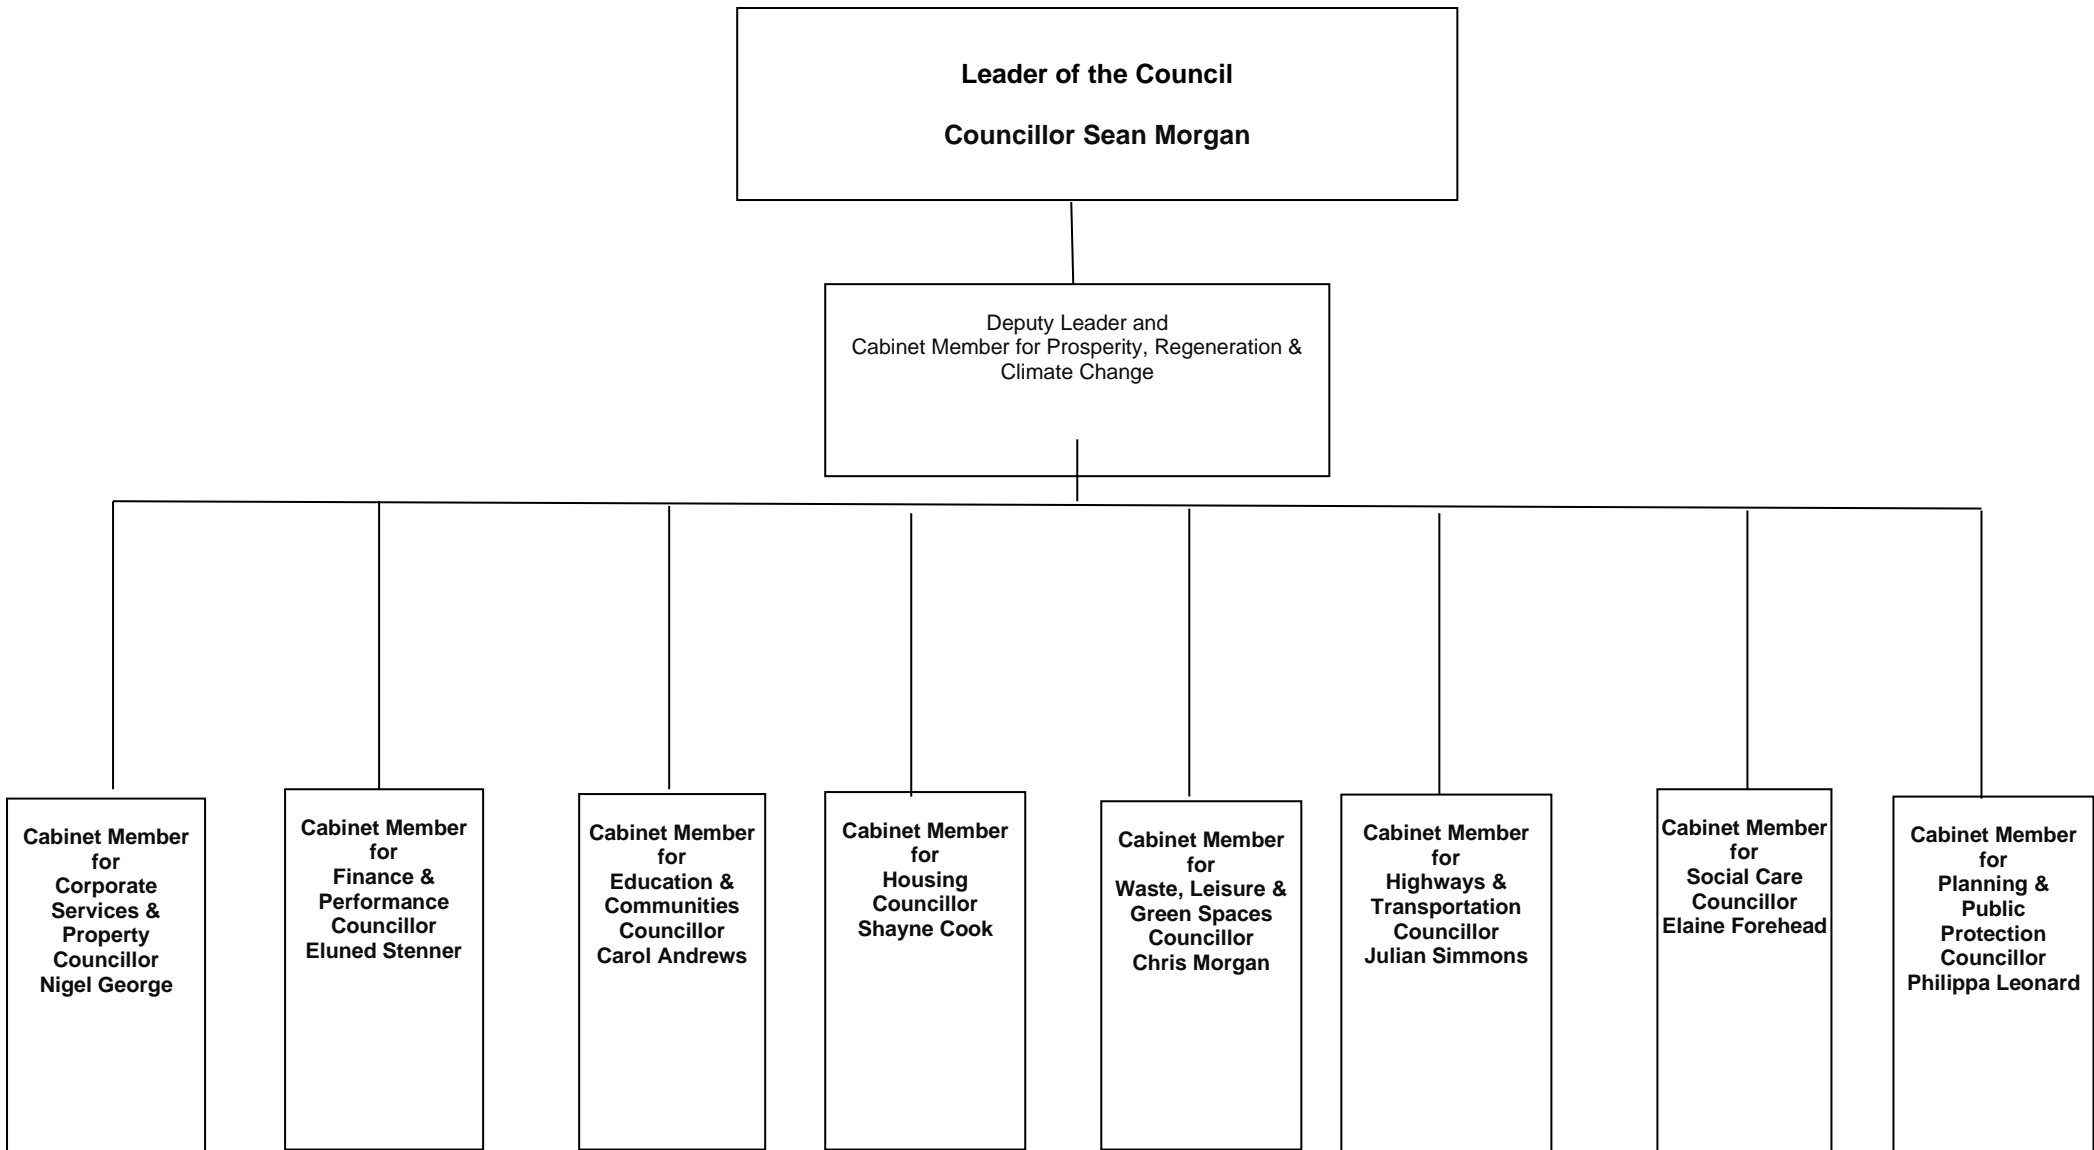 Leader of the Council
Councillor Sean Morgan
Deputy Leader and
Cabinet Member for Prosperity, Regeneration &
Climate Change
Cabinet Member
for
Corporate
Services &
Property
Councillor
Nigel George
Cabinet Member
for
Finance &
Performance
Councillor
Eluned Stenner
Cabinet Member
for
Education &
Communities
Councillor
Carol Andrews
Cabinet Member
for
Housing
Councillor
Shayne Cook
Cabinet Member
for
Waste, Leisure &
Green Spaces
Councillor
Chris Morgan
Cabinet Member
for
Highways &
Transportation
Councillor
Julian Simmons
Cabinet Member
for
Social Care
Councillor
Elaine Forehead
Cabinet Member
for
Planning &
Public
Protection
Councillor
Philippa Leonard